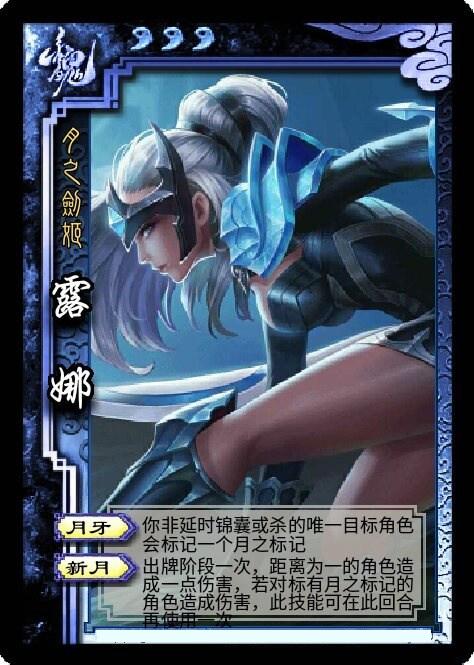 月之劍姬
露娜
月牙
你非延时锦囊或杀的唯一目标角色
会标记一个月之标记
新月
出牌阶段一次，距离为一的角色造
成一点伤害，若对标有月之标记的
角色造成伤害，此技能可在此回合
再使用一次